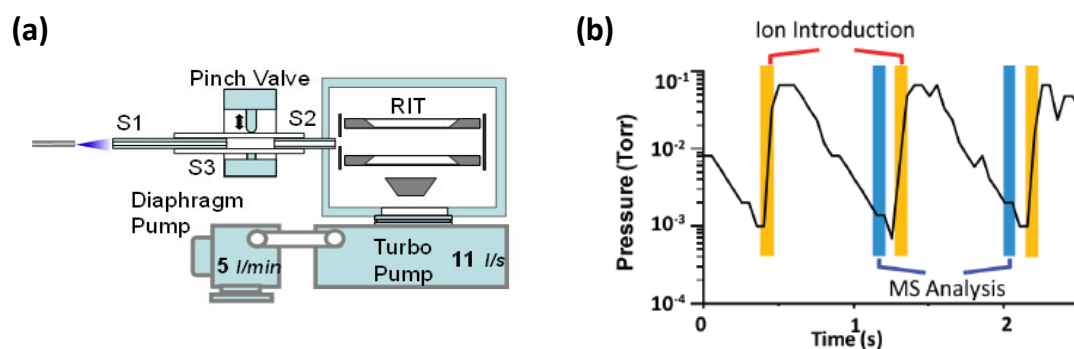 (a)
Pinch Valve
S1
S2
RIT
S3
Diaphragm
Pump
5 l/min
Turbo
Pump
11 l/s
(b)
Ion Introduction
10-1
10-2
10-3
10-4
Pressure (Torr)
0
1
2
Time (s)
MS Analysis